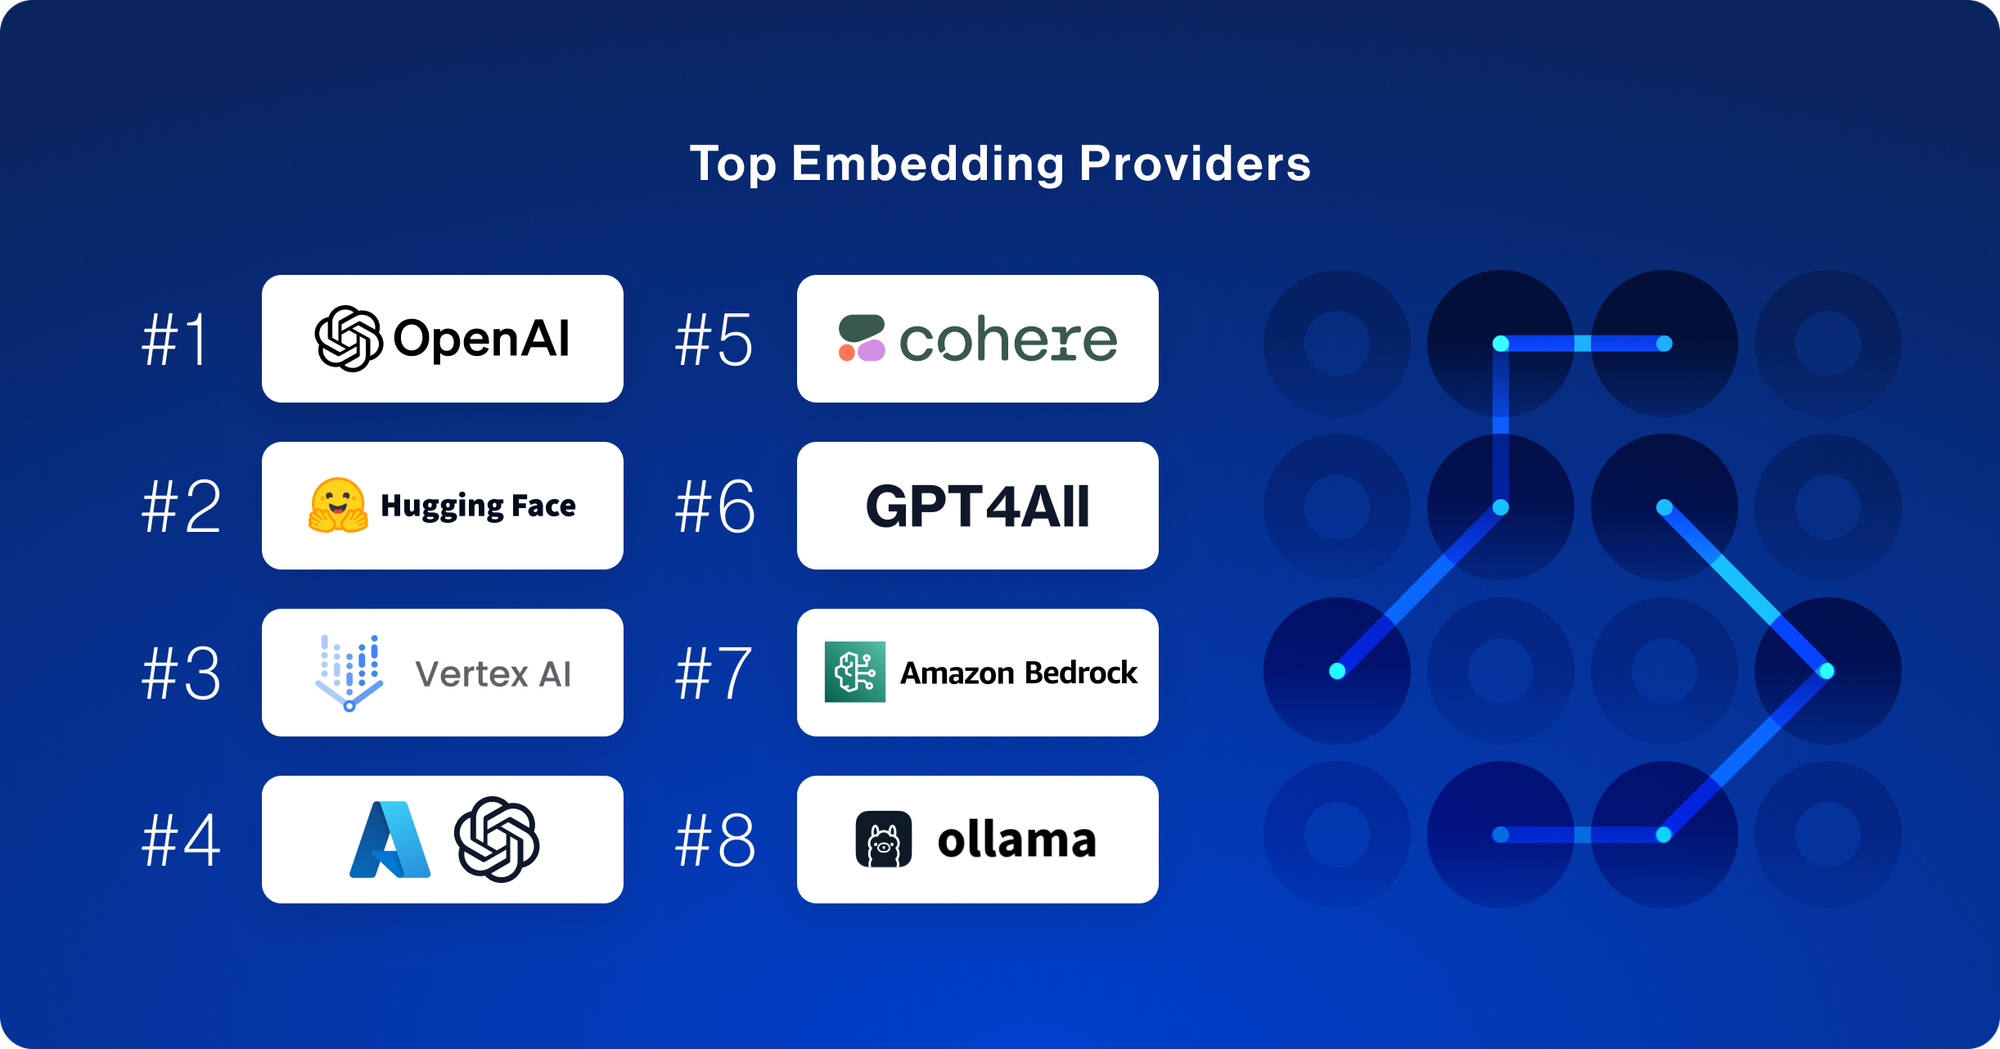 Top Embedding Providers
#1 OpenAI
#2 Hugging Face
#3 Vertex AI
#4
#5 cohere
#6 GPT4All
#7 Amazon Bedrock
#8 ollama